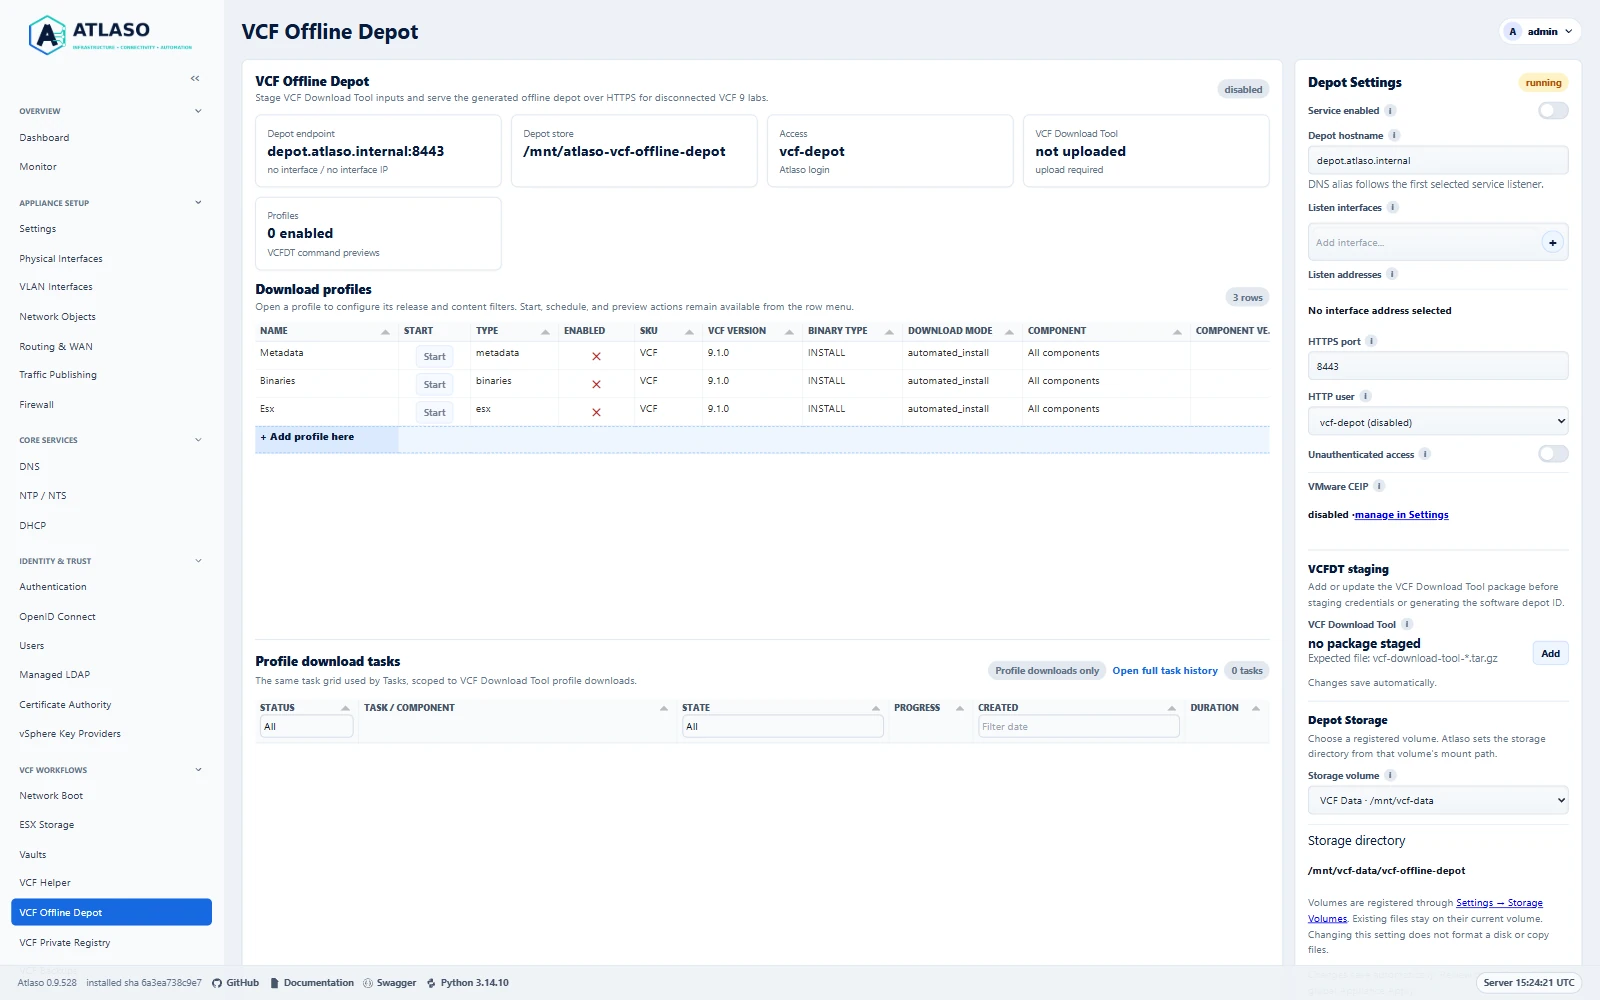 ATLASO
INFRASTRUCTURE • CONNECTIVITY • AUTOMATION
OVERVIEW
Dashboard
Monitor
APPLIANCE SETUP
Settings
Physical Interfaces
VLAN Interfaces
Network Objects
Routing & WAN
Traffic Publishing
Firewall
CORE SERVICES
DNS
NTP / NTS
DHCP
IDENTITY & TRUST
Authentication
OpenID Connect
Users
Managed LDAP
Certificate Authority
vSphere Key Providers
VCF WORKFLOWS
Network Boot
ESX Storage
Vaults
VCF Helper
VCF Offline Depot
VCF Private Registry
VCF Offline Depot
A admin
VCF Offline Depot
Stage VCF Download Tool inputs and serve the generated offline depot over HTTPS for disconnected VCF 9 labs.
disabled
Depot endpoint
depot.atlaso.internal:8443
no interface / no interface IP
Depot store
/mnt/atlaso-vcf-offline-depot
Access
vcf-depot
Atlaso login
VCF Download Tool
not uploaded
upload required
Profiles
0 enabled
VCFDT command previews
Download profiles
Open a profile to configure its release and content filters. Start, schedule, and preview actions remain available from the row menu.
3 rows
NAME START TYPE ENABLED SKU VCF VERSION BINARY TYPE DOWNLOAD MODE COMPONENT COMPONENT VE.
Metadata Start metadata VCF 9.1.0 INSTALL automated_install All components
Binaries Start binaries VCF 9.1.0 INSTALL automated_install All components
Esx Start esx VCF 9.1.0 INSTALL automated_install All components
+ Add profile here
Profile download tasks
The same task grid used by Tasks, scoped to VCF Download Tool profile downloads.
Profile downloads only Open full task history 0 tasks
STATUS TASK / COMPONENT STATE PROGRESS CREATED DURATION
All All Filter date
Depot Settings running
Service enabled i
Depot hostname i
depot.atlaso.internal
DNS alias follows the first selected service listener.
Listen interfaces i
Add interface... +
Listen addresses i
No interface address selected
HTTPS port i
8443
HTTP user i
vcf-depot (disabled)
Unauthenticated access i
VMware CEIP i
disabled ·manage in Settings
VCFDT staging
Add or update the VCF Download Tool package before
staging credentials or generating the software depot ID.
VCF Download Tool i
no package staged
Expected file: vcf-download-tool-*.tar.gz
Add
Changes save automatically.
Depot Storage
Choose a registered volume. Atlaso sets the storage
directory from that volume's mount path.
Storage volume i
VCF Data · /mnt/vcf-data
Storage directory
/mnt/vcf-data/vcf-offline-depot
Volumes are registered through Settings → Storage
Volumes. Existing files stay on their current volume.
Changing this setting does not format a disk or copy
files.
Atlaso 0.9.528 installed sha 6a3ea738c9e7 GitHub Documentation Swagger Python 3.14.10
Server 15:24:21 UTC